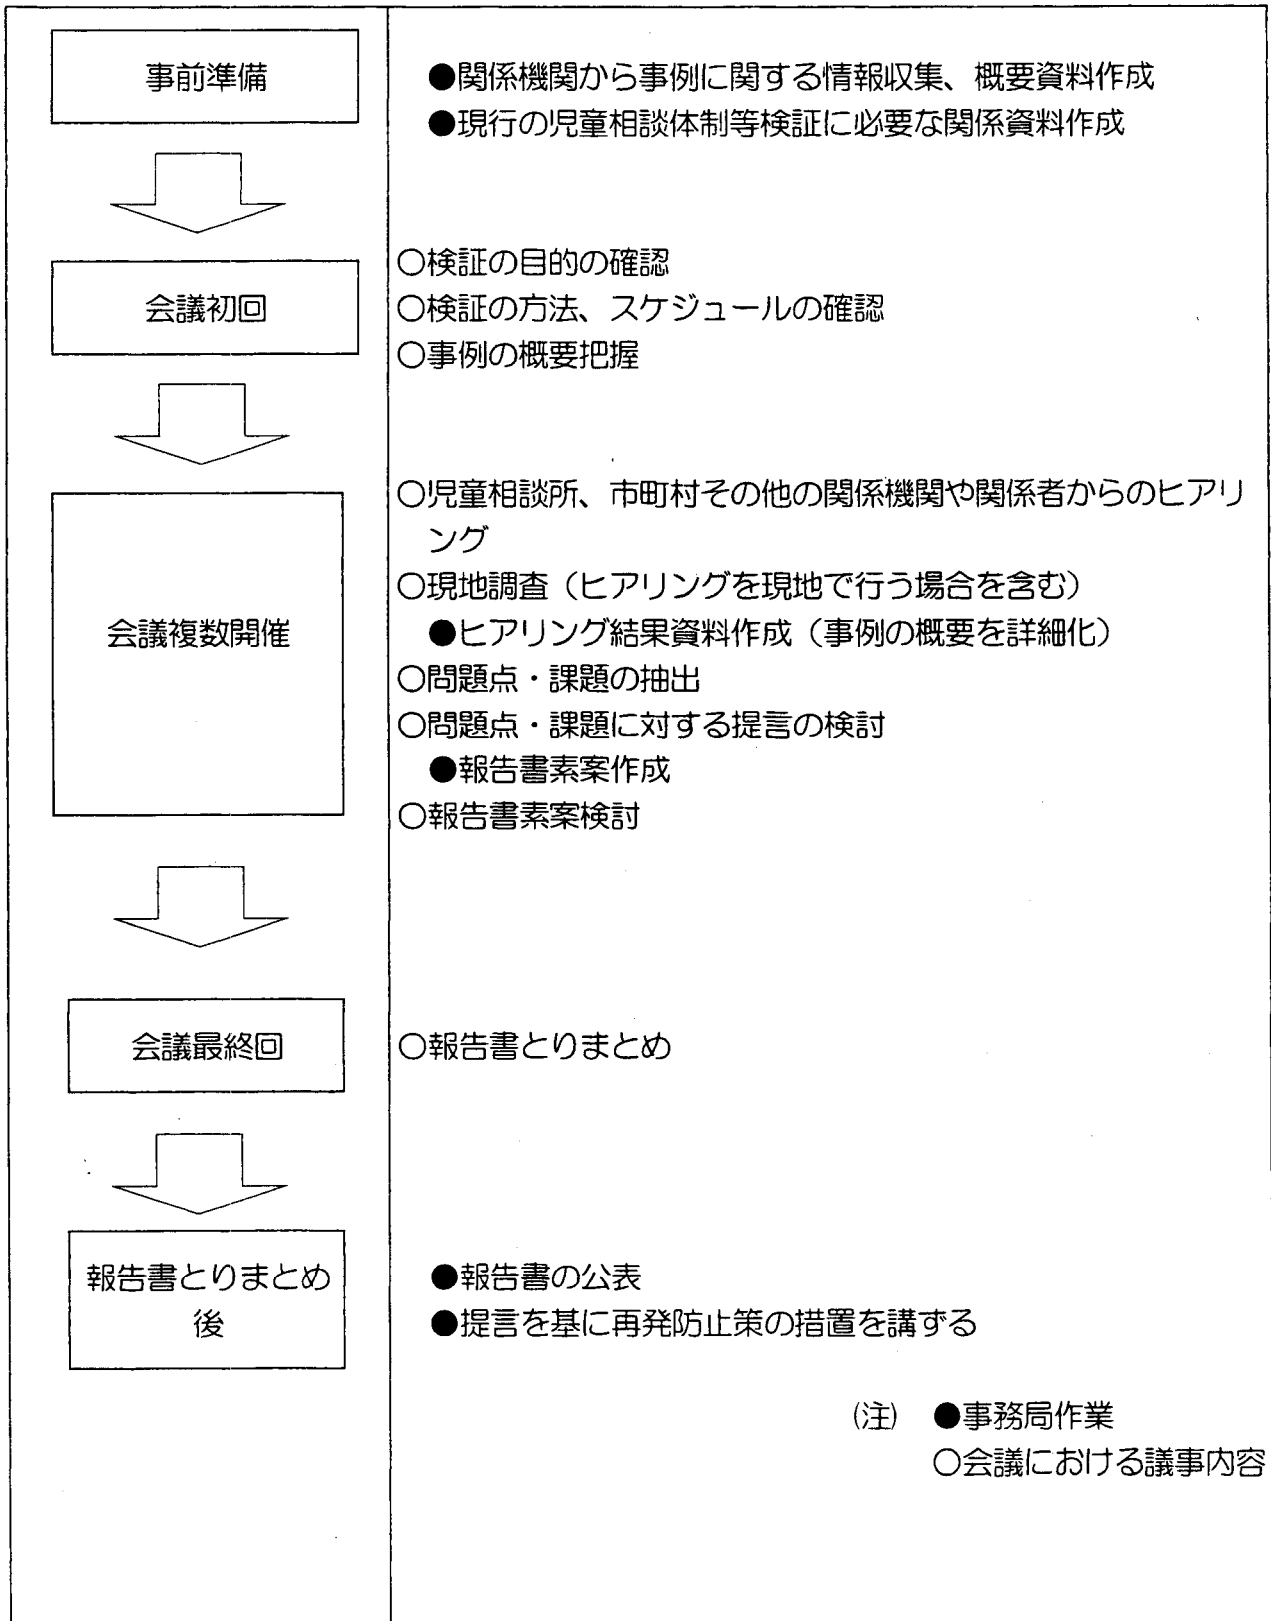 事前準備
●関係機関から事例に関する情報収集、概要資料作成
●現行の児童相談体制等検証に必要な関係資料作成
会議初回
○検証の目的の確認
○検証の方法、スケジュールの確認
○事例の概要把握
会議複数開催
○児童相談所、市町村その他の関係機関や関係者からのヒアリ
ング
○現地調査（ヒアリングを現地で行う場合を含む）
●ヒアリング結果資料作成（事例の概要を詳細化）
○問題点・課題の抽出
○問題点・課題に対する提言の検討
●報告書素案作成
○報告書素案検討
会議最終回
○報告書とりまとめ
報告書とりまとめ
後
●報告書の公表
●提言を基に再発防止策の措置を講ずる
(注) ●事務局作業
○会議における議事内容